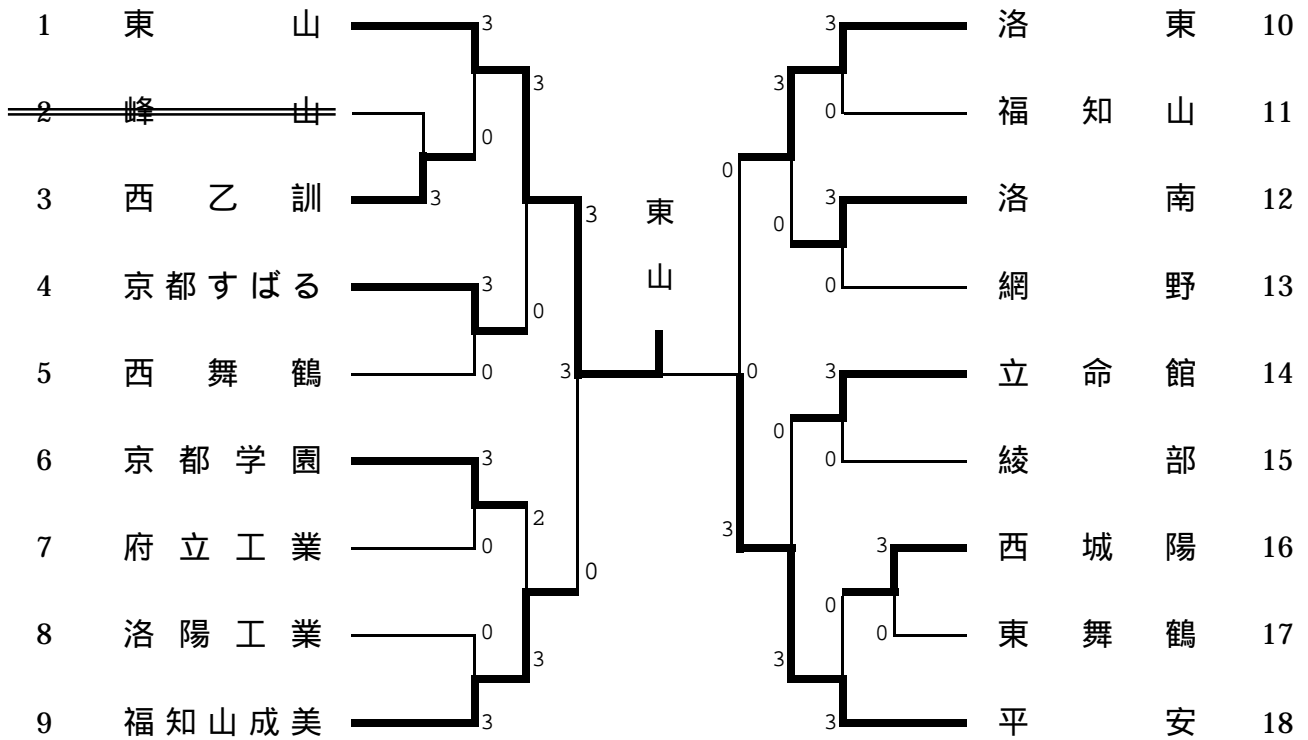 1 東山 3 3 洛東 10
3 3
2 峰山 0 0 福知山 11
0
3 西乙訓 3 3 洛南 12
3 東山 0 0
4 京都すばる 3 0 網野 13
0
5 西舞鶴 0 3 0 3 立命館 14
0
6 京都学園 3 0 綾部 15
2 3
7 府立工業 0 3 西城陽 16
0 0
8 洛陽工業 0 0 東舞鶴 17
3 3
9 福知山成美 3 3 平安 18